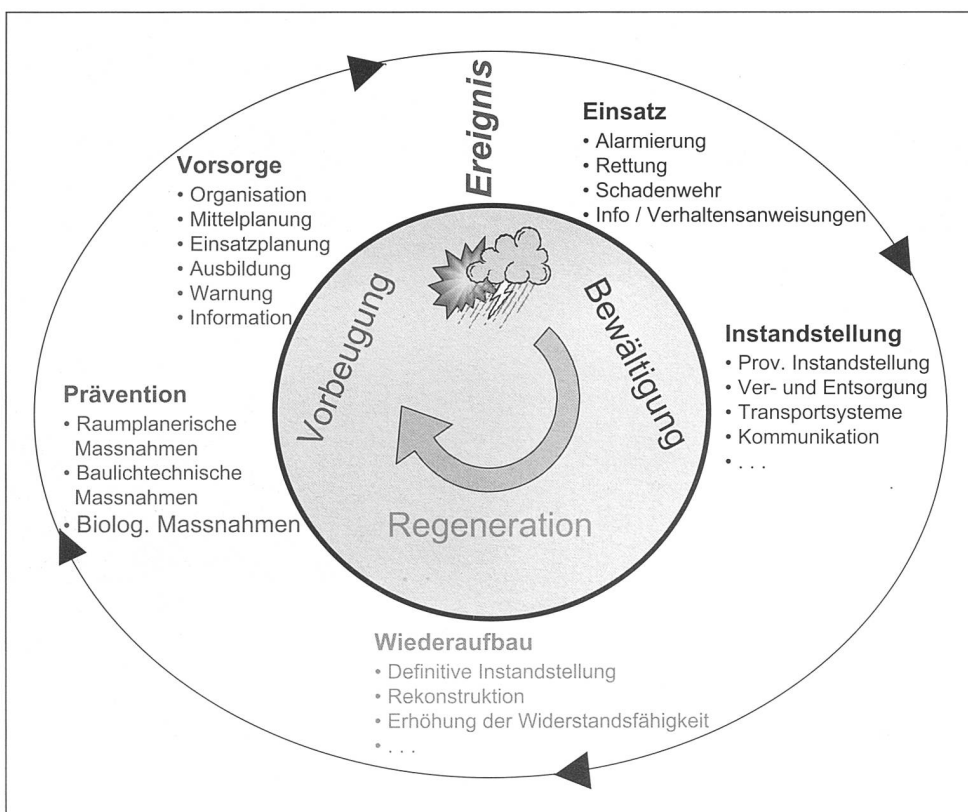 Ereignis
Einsatz
• Alarmierung
• Rettung
• Schadenwehr
• Info / Verhaltensanweisungen
Instandstellung
• Prov. Instandstellung
• Ver- und Entsorgung
• Transportsysteme
• Kommunikation
• . . .
Wiederaufbau
• Definitive Instandstellung
• Rekonstruktion
• Erhöhung der Widerstandsfähigkeit
• . . .
Prävention
• Raumplanerische
Massnahmen
• Baulichtechnische
Massnahmen
• Biolog. Massnahmen
Vorsorge
• Organisation
• Mittelplanung
• Einsatzplanung
• Ausbildung
• Warnung
• Information
Vorbeugung
Bewältigung
Regeneration